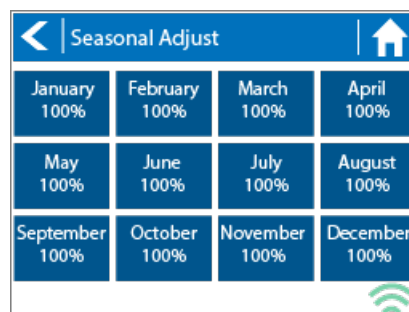 Seasonal Adjust
January February March April
100% 100% 100% 100%
May June July August
100% 100% 100% 100%
September October November December
100% 100% 100% 100%